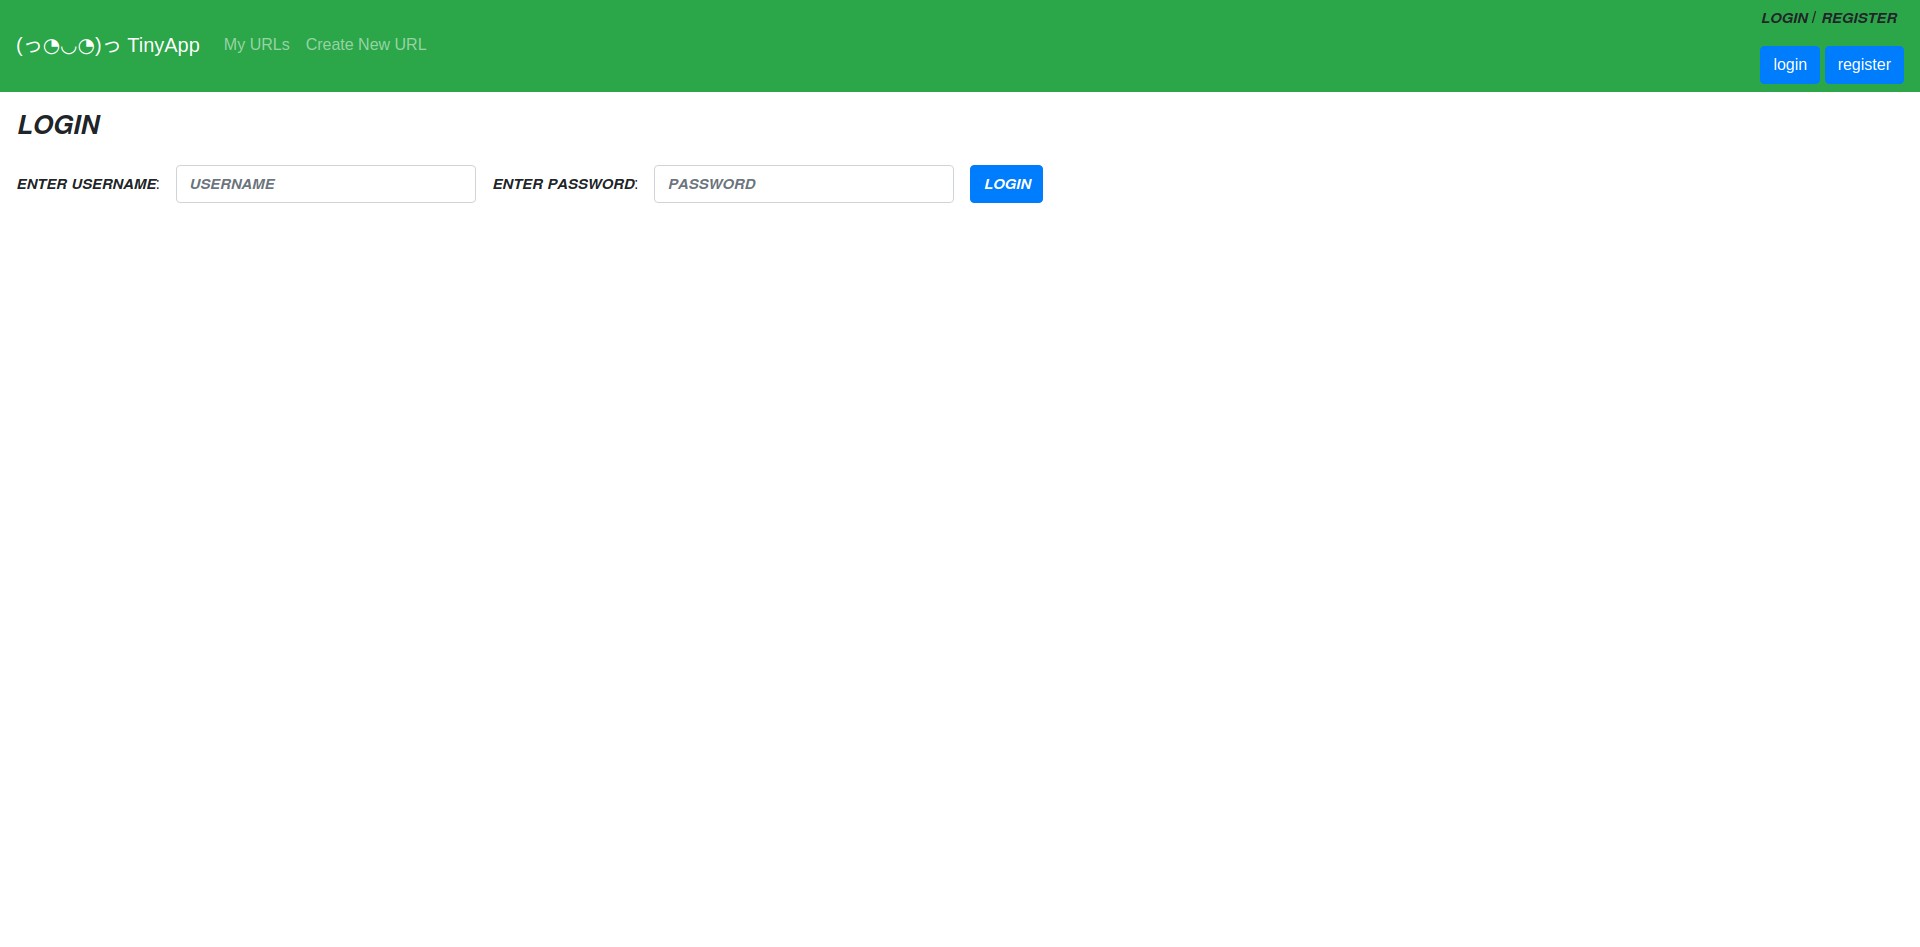 (っ◔◡◔)っ TinyApp My URLs Create New URL
LOGIN / REGISTER
login register
LOGIN
ENTER USERNAME: USERNAME ENTER PASSWORD: PASSWORD LOGIN